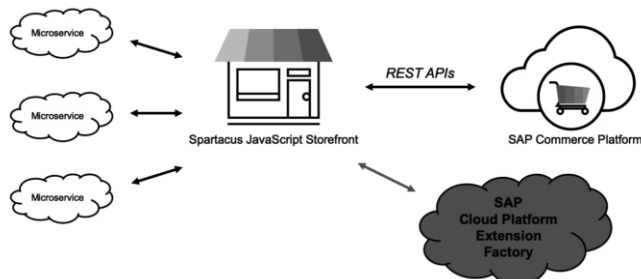 Microservice
REST APIs
Microservice
Spartacus JavaScript Storefront
SAP Commerce Platform
Microservice
SAP
Cloud Platform
Extension
Factory